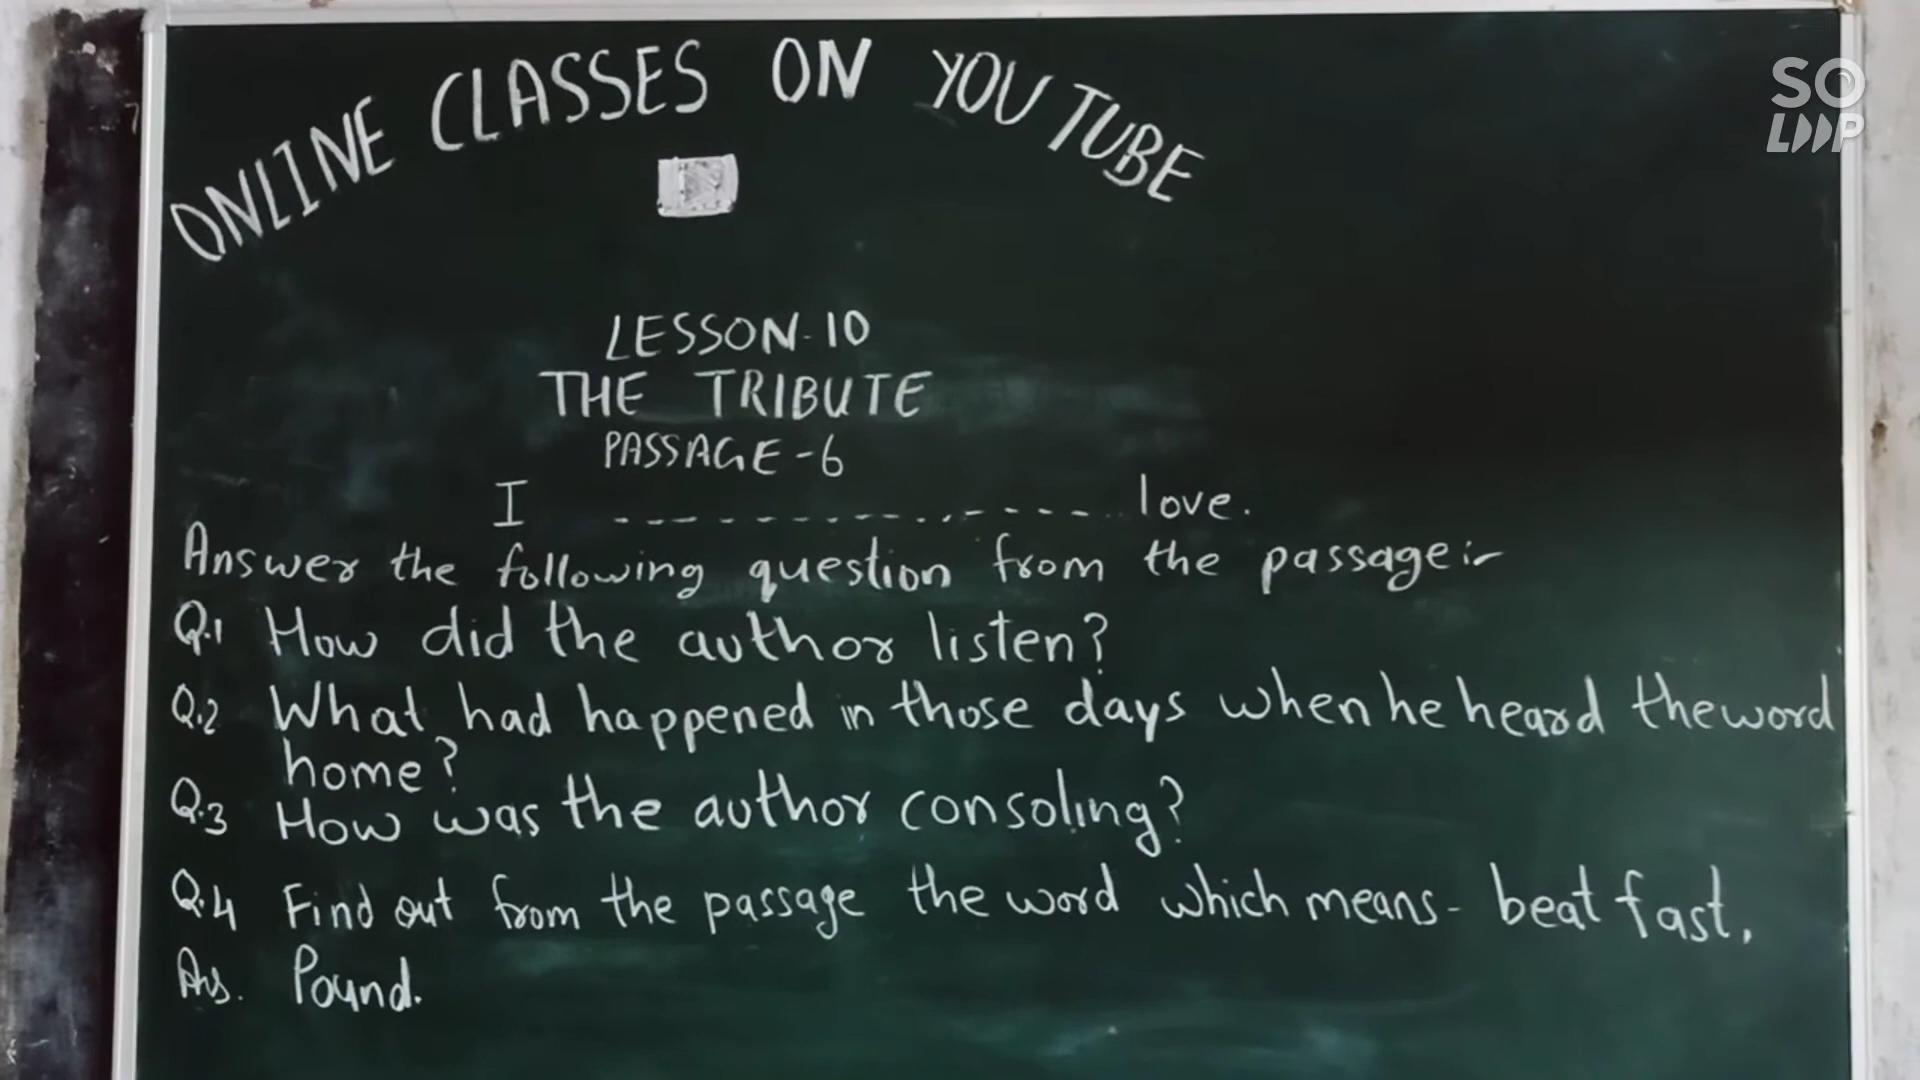 ONLINE CLASSES ON YOUTUBE
SO
LOOP
LESSON-10
THE TRIBUTE
PASSAGE-6
I ---------------- love.
Answer the following question from the passage:-
Q.1 How did the author listen?
Q.2 What had happened in those days when he heard the word
home?
Q.3 How was the author consoling?
Q.4 Find out from the passage the word which means- beat fast.
Ans. Pound.